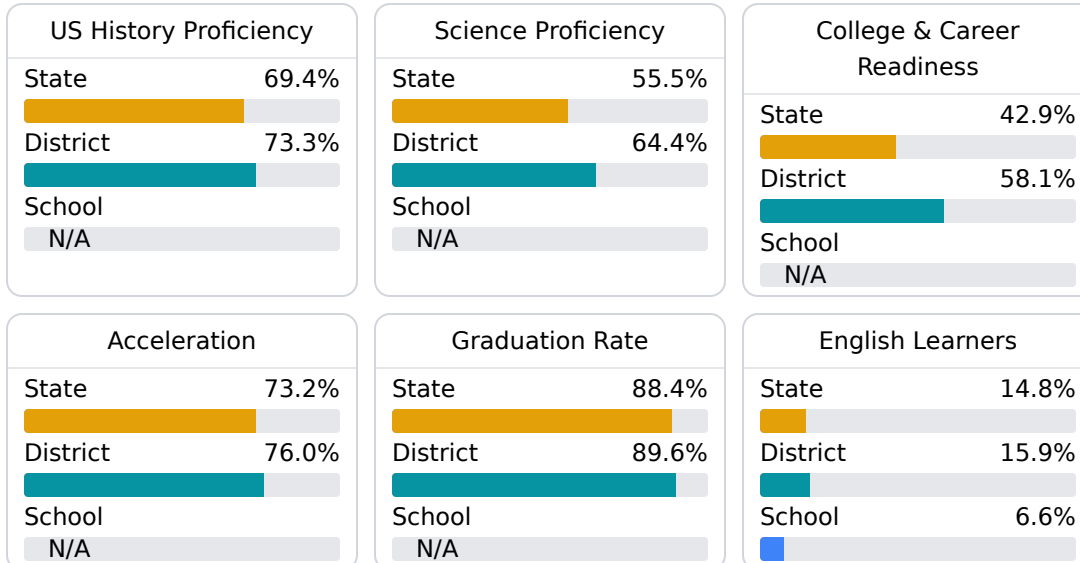 US History Proficiency
State 69.4%
District 73.3%
School
N/A
Science Proficiency
State 55.5%
District 64.4%
School
N/A
College & Career
Readiness
State 42.9%
District 58.1%
School
N/A
Acceleration
State 73.2%
District 76.0%
School
N/A
Graduation Rate
State 88.4%
District 89.6%
School
N/A
English Learners
State 14.8%
District 15.9%
School 6.6%